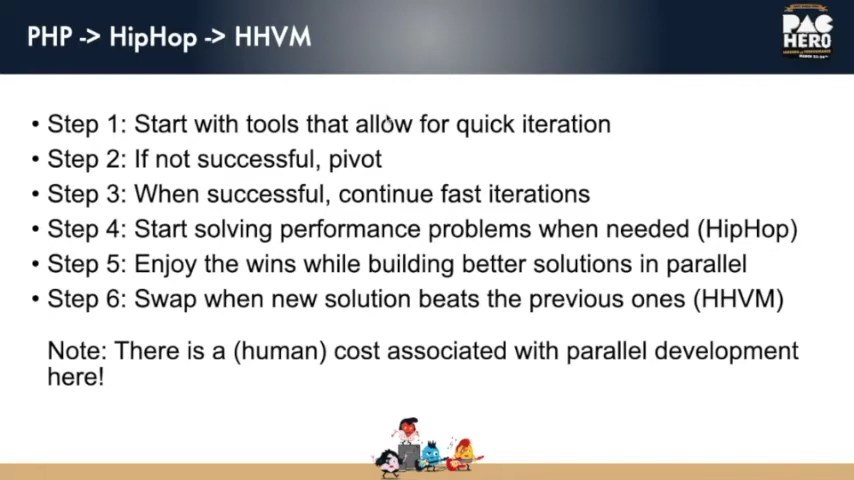 PHP -> HipHop -> HHVM
PAC
HERO
• Step 1: Start with tools that allow for quick iteration
• Step 2: If not successful, pivot
• Step 3: When successful, continue fast iterations
• Step 4: Start solving performance problems when needed (HipHop)
• Step 5: Enjoy the wins while building better solutions in parallel
• Step 6: Swap when new solution beats the previous ones (HHVM)
Note: There is a (human) cost associated with parallel development
here!